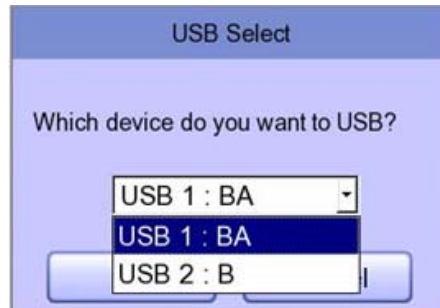 USB Select
Which device do you want to USB?
USB 1 : BA
USB 1 : BA
USB 2 : B